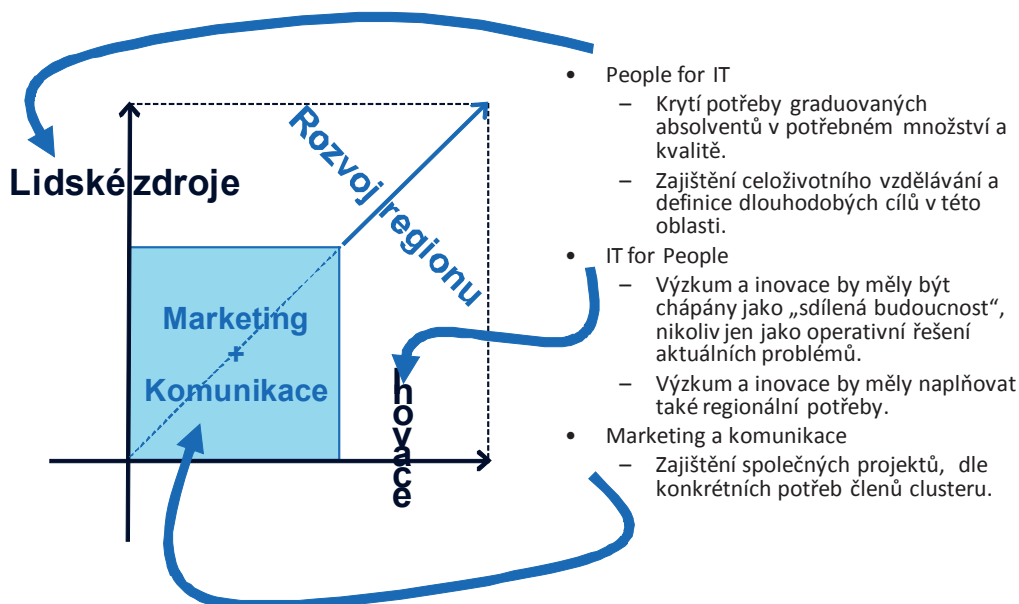 Lidské zdroje
Rozvoj regionu
Marketing
+
Komunikace
hovace
• People for IT
– Krytí potřeby graduovaných
absolventů v potřebném množství a
kvalitě.
– Zajištění celoživotního vzdělávání a
definice dlouhodobých cílů v této
oblasti.
• IT for People
– Výzkum a inovace by měly být
chápány jako „sdílená budoucnost“,
nikoliv jen jako operativní řešení
aktuálních problémů.
– Výzkum a inovace by měly naplňovat
také regionální potřeby.
• Marketing a komunikace
– Zajištění společných projektů, dle
konkrétních potřeb členů clusteru.